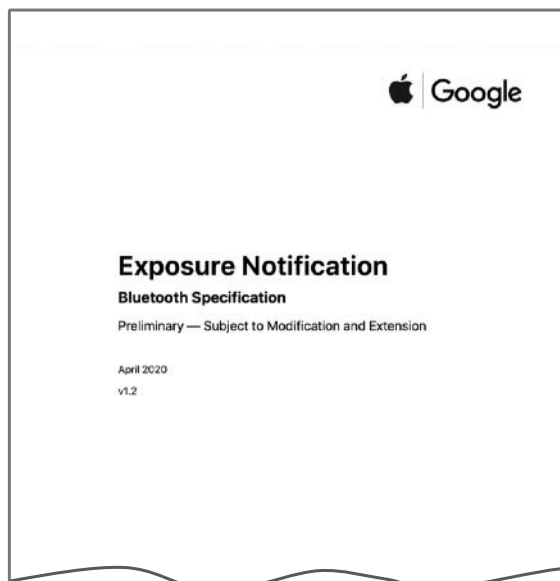 Google
Exposure Notification
Bluetooth Specification
Preliminary — Subject to Modification and Extension
April 2020
v1.2